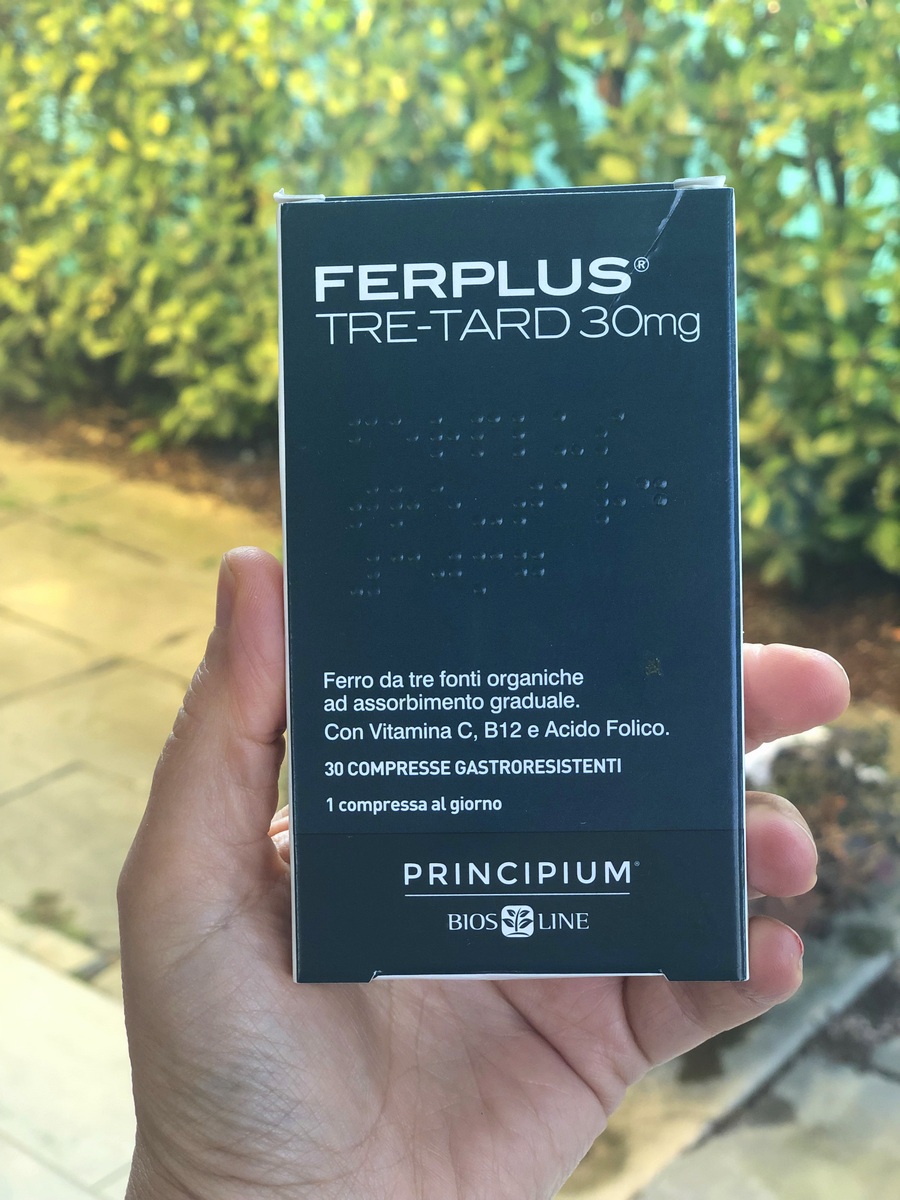 FERPLUS®
TRE-TARD 30mg
Ferro da tre fonti organiche
ad assorbimento graduale.
Con Vitamina C, B12 e Acido Folico.
30 COMPRESSE GASTRORESISTENTI
1 compressa al giorno
PRINCIPIUM®
BIOS LINE